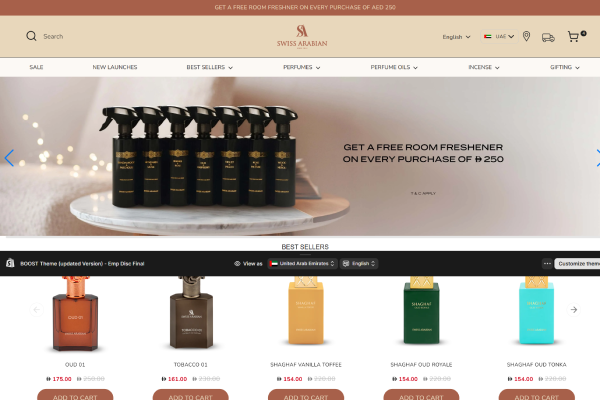 GET A FREE ROOM FRESHNER ON EVERY PURCHASE OF AED 250
Search
SA
SWISS ARABIAN
English
UAE
SALE
NEW LAUNCHES
BEST SELLERS
PERFUMES
PERFUME OILS
INCENSE
GIFTING
GET A FREE ROOM FRESHENER
ON EVERY PURCHASE OF 250
T&C APPLY
BEST SELLERS
BOOST Theme (updated Version) - Emp Disc Final
View as
United Arab Emirates
English
Customize theme
OUD 01
SHAGHAF
SHAGHAF
SHAGHAF
OUD 01
TOBACCO 01
SHAGHAF VANILLA TOFFEE
SHAGHAF OUD ROYALE
SHAGHAF OUD TONKA
175.00 250.00
161.00 230.00
154.00 220.00
154.00 220.00
154.00 220.00
ADD TO CART
ADD TO CART
ADD TO CART
ADD TO CART
ADD TO CART